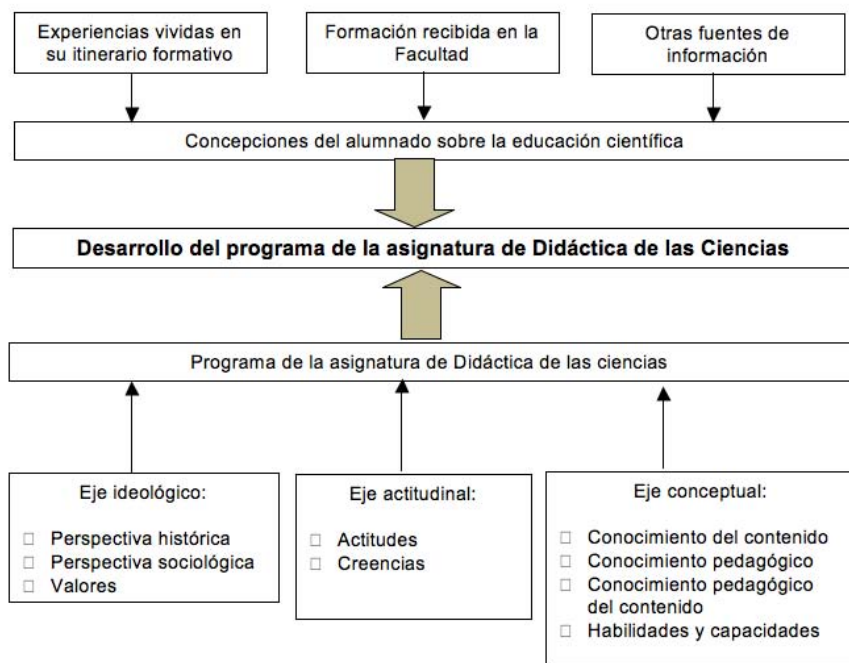 Experiencias vividas en
su itinerario formativo
Formación recibida en la
Facultad
Otras fuentes de
información
Concepciones del alumnado sobre la educación científica
Desarrollo del programa de la asignatura de Didáctica de las Ciencias
Programa de la asignatura de Didáctica de las ciencias
Eje ideológico:
Perspectiva histórica
Perspectiva sociológica
Valores
Eje actitudinal:
Actitudes
Creencias
Eje conceptual:
Conocimiento del contenido
Conocimiento pedagógico
Conocimiento pedagógico
del contenido
Habilidades y capacidades